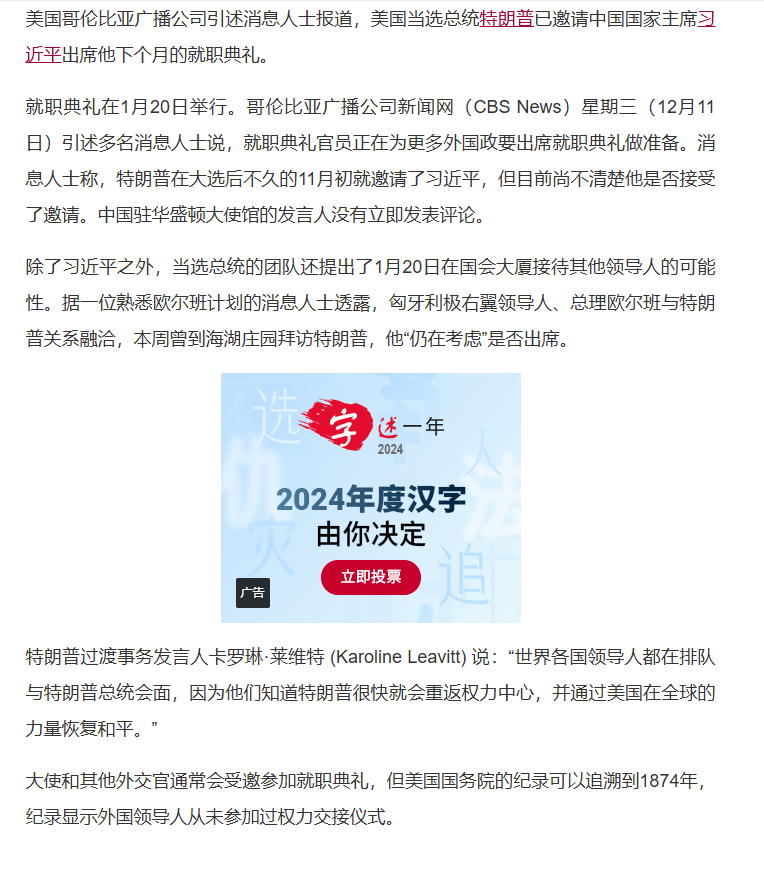 美国哥伦比亚广播公司引述消息人士报道，美国当选总统特朗普已邀请中国国家主席习
近平出席他下个月的就职典礼。
就职典礼在1月20日举行。哥伦比亚广播公司新闻网（CBS News）星期三（12月11
日）引述多名消息人士说，就职典礼官员正在为更多外国政要出席就职典礼做准备。消
息人士称，特朗普在大选后不久的11月初就邀请了习近平，但目前尚不清楚他是否接受
了邀请。中国驻华盛顿大使馆的发言人没有立即发表评论。
除了习近平之外，当选总统的团队还提出了1月20日在国会大厦接待其他领导人的可能
性。据一位熟悉欧尔班计划的消息人士透露，匈牙利极右翼领导人、总理欧尔班与特朗
普关系融洽，本周曾到海湖庄园拜访特朗普，他“仍在考虑”是否出席。
选
字述一年
2024
人
仇
法
2024年度汉字
由你决定
灾
追
立即投票
广告
特朗普过渡事务发言人卡罗琳·莱维特 (Karoline Leavitt) 说：“世界各国领导人都在排队
与特朗普总统会面，因为他们知道特朗普很快就会重返权力中心，并通过美国在全球的
力量恢复和平。”
大使和其他外交官通常会受邀参加就职典礼，但美国国务院的纪录可以追溯到1874年，
纪录显示外国领导人从未参加过权力交接仪式。